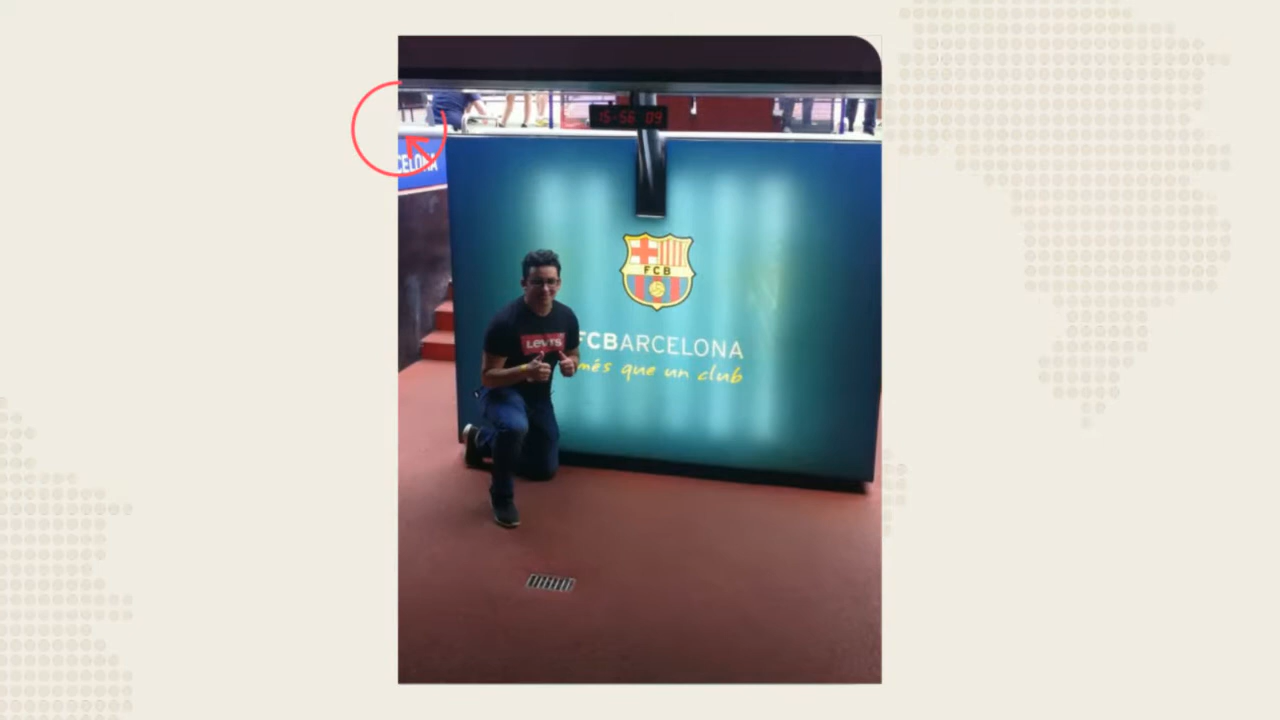 15-56 09
CELONA
FCB
LEVI'S
FCBARCELONA
més que un club